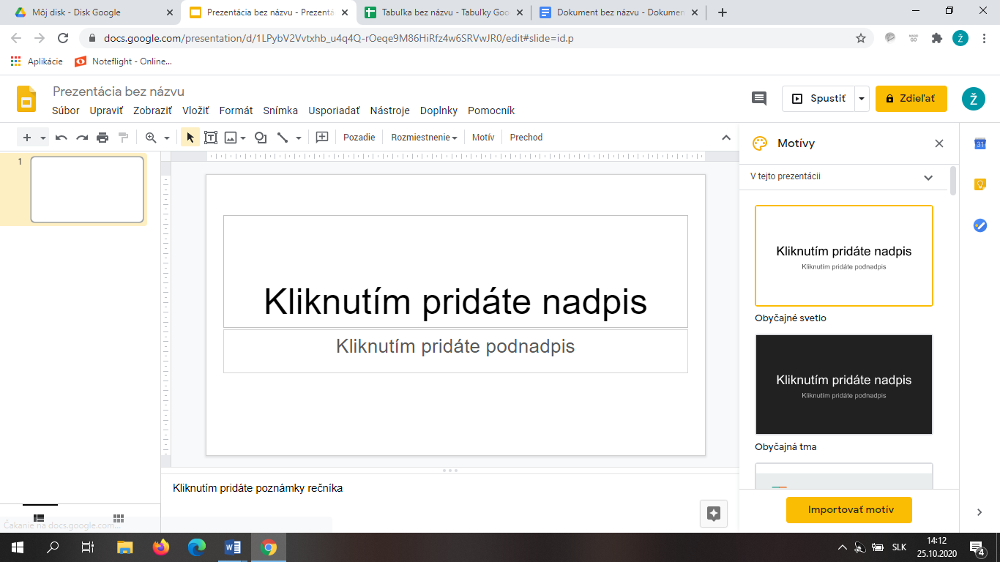 Môj disk - Disk Google
Prezentácia bez názvu - Prezentá
Tabuľka bez názvu - Tabuľky Goo
Dokument bez názvu - Dokumen
docs.google.com/presentation/d/1LPybV2Vvtxhb_u4q4Q-rOeqe9M86HiRfz4w6SRVwJR0/edit#slide=id.p
Ž
Aplikácie
Noteflight - Online...
Prezentácia bez názvu
Súbor Upraviť Zobraziť Vložiť Formát Snímka Usporiadať Nástroje Doplnky Pomocník
Spustiť
Zdieľať
Ž
Pozadie Rozmiestnenie Motív Prechod
Motívy
31
1
V tejto prezentácii
Kliknutím pridáte nadpis
Kliknutím pridáte podnadpis
Kliknutím pridáte nadpis
Kliknutím pridáte podnadpis
Obyčajné svetlo
Kliknutím pridáte nadpis
Kliknutím pridáte podnadpis
Obyčajná tma
Kliknutím pridáte poznámky rečníka
Importovať motív
Čakanie na docs.google.com...
SLK
14:12
25.10.2020
4